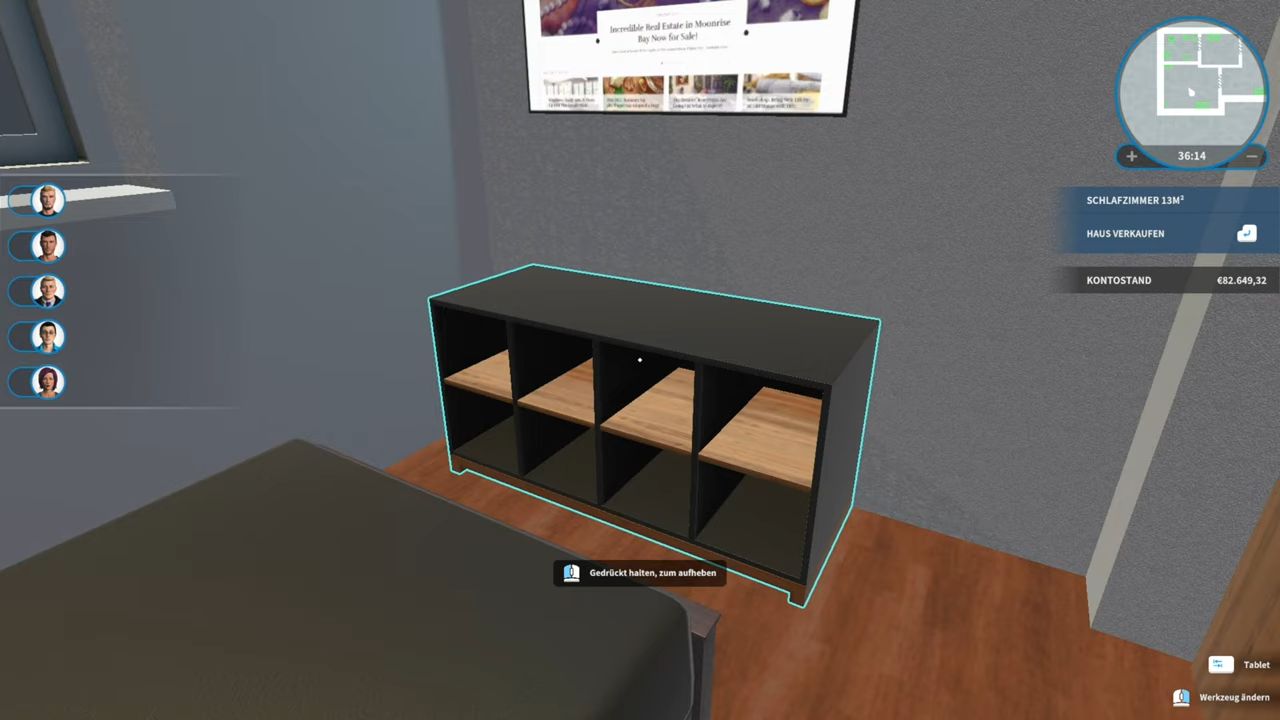 Incredible Real Estate in Moonrise
Bay Now for Sale!
36:14
SCHLAFZIMMER 13M²
HAUS VERKAUFEN
KONTOSTAND €82.649,32
Gedrückt halten, zum aufheben
Tablet
Werkzeug ändern